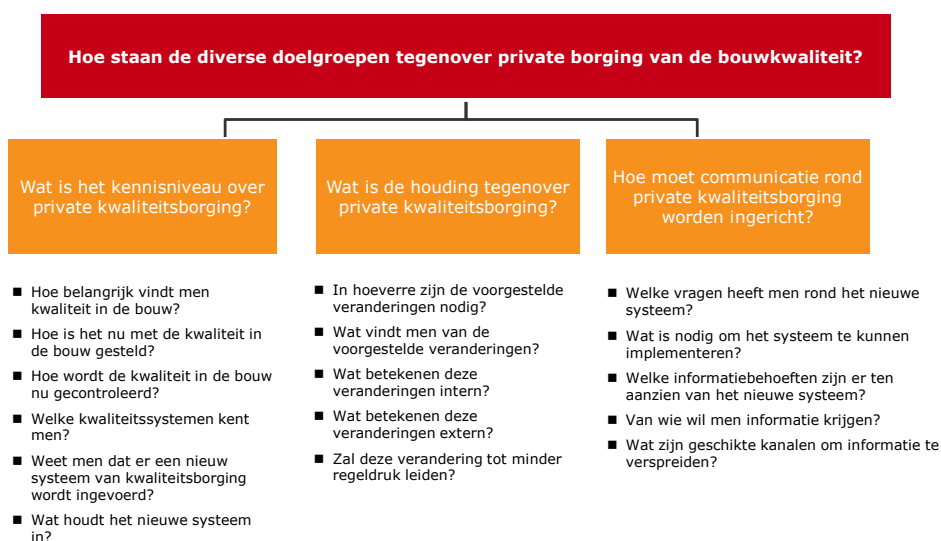 Hoe staan de diverse doelgroepen tegenover private borging van de bouwkwaliteit?
Wat is het kennisniveau over
private kwaliteitsborging?
■ Hoe belangrijk vindt men
kwaliteit in de bouw?
■ Hoe is het nu met de kwaliteit in
de bouw gesteld?
■ Hoe wordt de kwaliteit in de bouw
nu gecontroleerd?
■ Welke kwaliteitssystemen kent
men?
■ Weet men dat er een nieuw
systeem van kwaliteitsborging
wordt ingevoerd?
■ Wat houdt het nieuwe systeem
in?
Wat is de houding tegenover
private kwaliteitsborging?
■ In hoeverre zijn de voorgestelde
veranderingen nodig?
■ Wat vindt men van de
voorgestelde veranderingen?
■ Wat betekenen deze
veranderingen intern?
■ Wat betekenen deze
veranderingen extern?
■ Zal deze verandering tot minder
regeldruk leiden?
Hoe moet communicatie rond
private kwaliteitsborging
worden ingericht?
■ Welke vragen heeft men rond het nieuwe
systeem?
■ Wat is nodig om het systeem te kunnen
implementeren?
■ Welke informatiebehoeften zijn er ten
aanzien van het nieuwe systeem?
■ Van wie wil men informatie krijgen?
■ Wat zijn geschikte kanalen om informatie te
verspreiden?